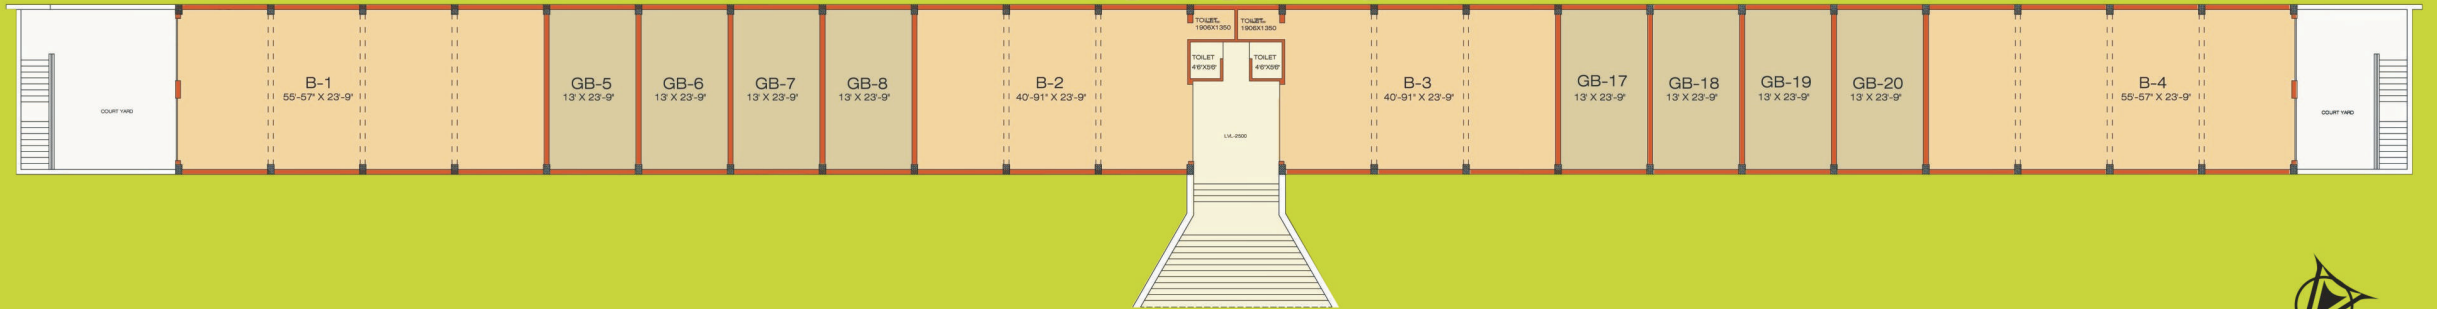 COURT YARD
B-1
55'-57" X 23'-9"
GB-5
13' X 23'-9"
GB-6
13' X 23'-9"
GB-7
13' X 23'-9"
GB-8
13' X 23'-9"
B-2
40'-91" X 23'-9"
TOILET
1906X1350
TOILET
1906X1350
TOILET
4'6"X5'6"
TOILET
4'6"X5'6"
LVL-2500
B-3
40'-91" X 23'-9"
GB-17
13' X 23'-9"
GB-18
13' X 23'-9"
GB-19
13' X 23'-9"
GB-20
13' X 23'-9"
B-4
55'-57" X 23'-9"
COURT YARD